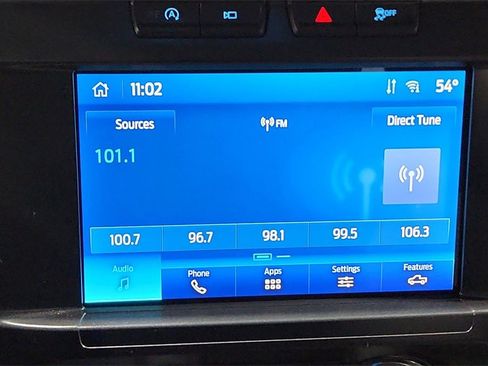 A
OFF
11:02
54°
Sources
FM
Direct Tune
101.1
100.7
96.7
98.1
99.5
106.3
Audio
Phone
Apps
Settings
Features